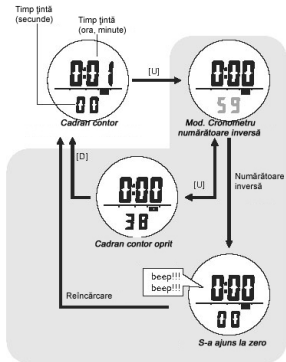 Timp țintă
(secunde)
Timp țintă
(ora, minute)
0:01
00
Cadran contor
[U]
0:00
59
Mod. Cronometru
numărătoare inversă
[D]
[U]
0:00
38
Cadran contor oprit
Numărătoare
inversă
beep!!!
beep!!!
Reîncărcare
0:00
00
S-a ajuns la zero